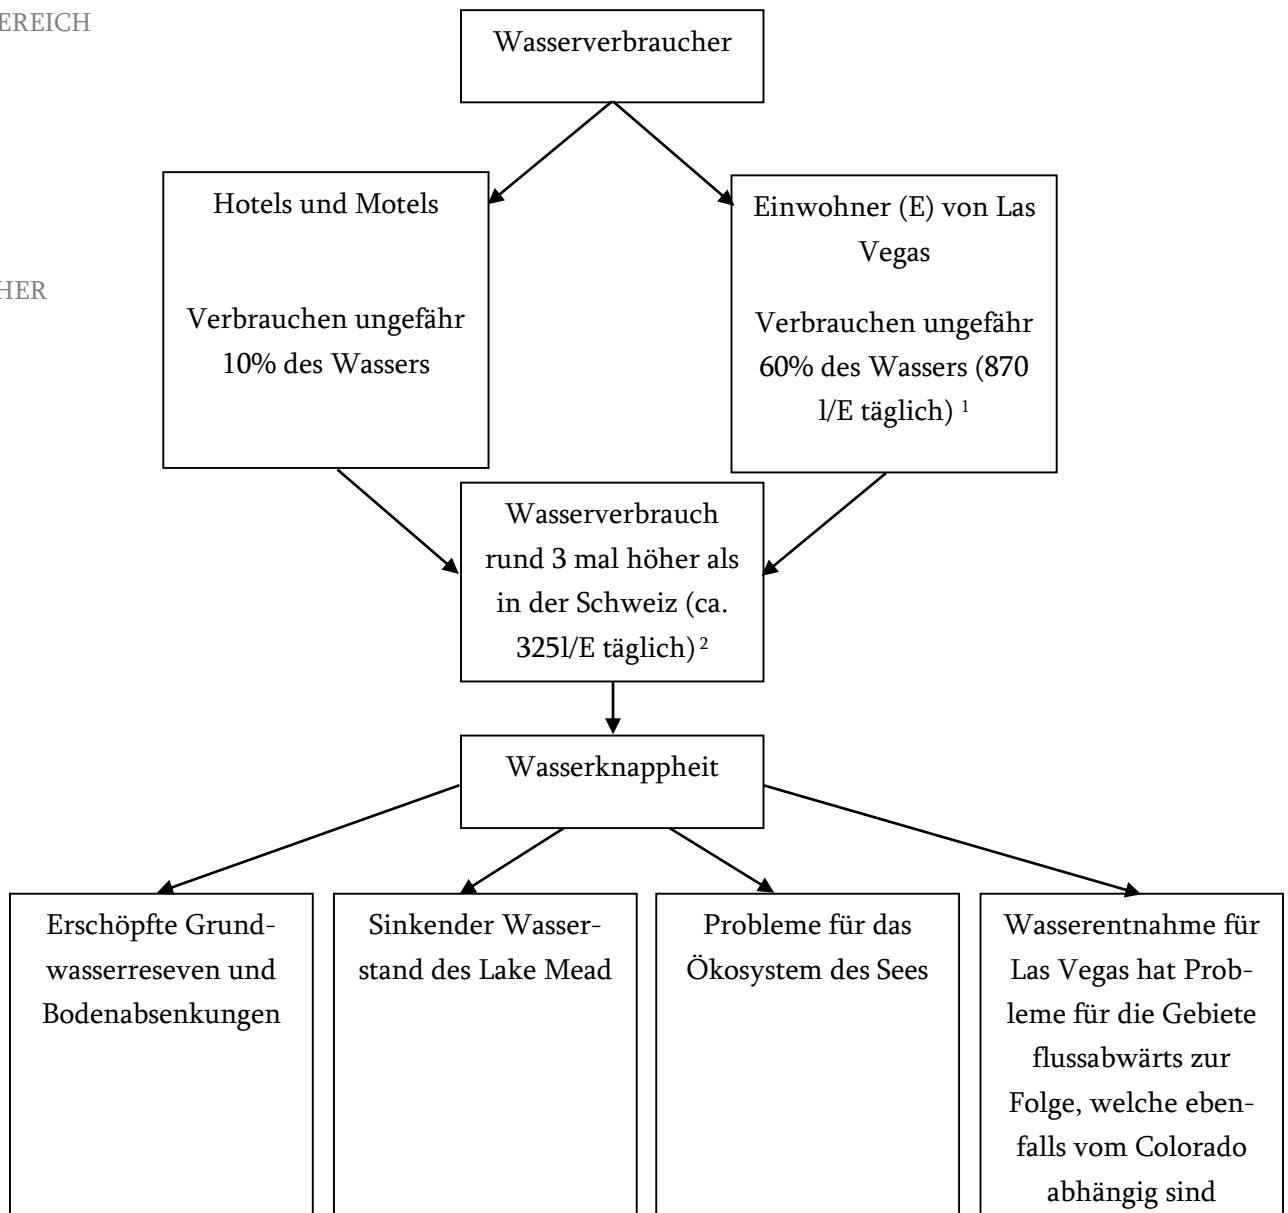 EREICH
Wasserverbraucher
Hotels und Motels
Verbrauchen ungefähr
10% des Wassers
Einwohner (E) von Las
Vegas
Verbrauchen ungefähr
60% des Wassers (870
l/E täglich) ¹
HER
Wasserverbrauch
rund 3 mal höher als
in der Schweiz (ca.
325l/E täglich) ²
Wasserknappheit
Erschöpfte Grund-
wasserreseven und
Bodenabsenkungen
Sinkender Wasser-
stand des Lake Mead
Probleme für das
Ökosystem des Sees
Wasserentnahme für
Las Vegas hat Prob-
leme für die Gebiete
flussabwärts zur
Folge, welche eben-
falls vom Colorado
abhängig sind